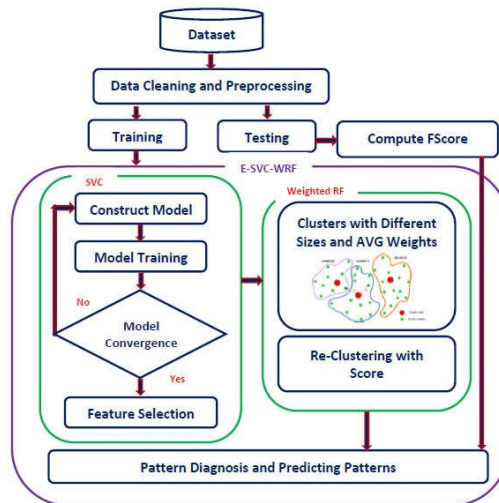 Dataset
Data Cleaning and Preprocessing
Training
Testing
Compute FScore
E-SVC-WRF
SVC
Construct Model
Model Training
No
Model
Convergence
Yes
Feature Selection
Weighted RF
Clusters with Different
Sizes and AVG Weights
Re-Clustering with
Score
Pattern Diagnosis and Predicting Patterns